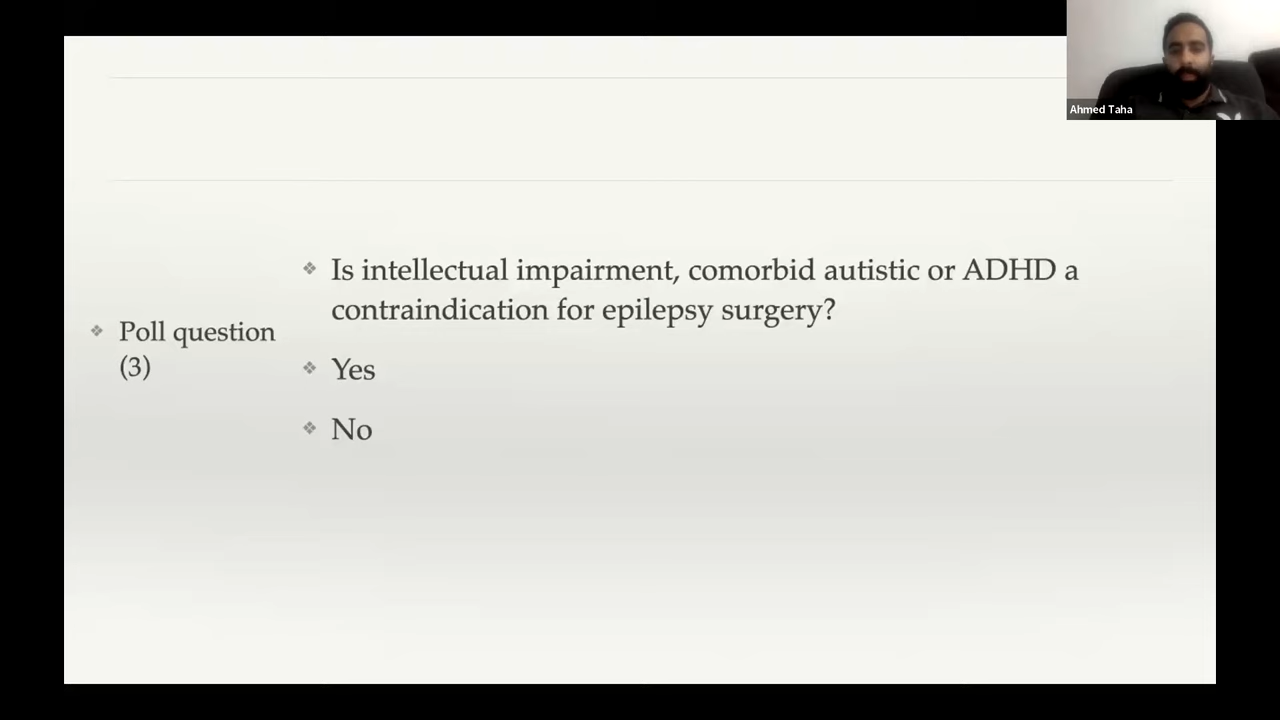 Ahmed Taha
Poll question
(3)
Is intellectual impairment, comorbid autistic or ADHD a
contraindication for epilepsy surgery?
Yes
No